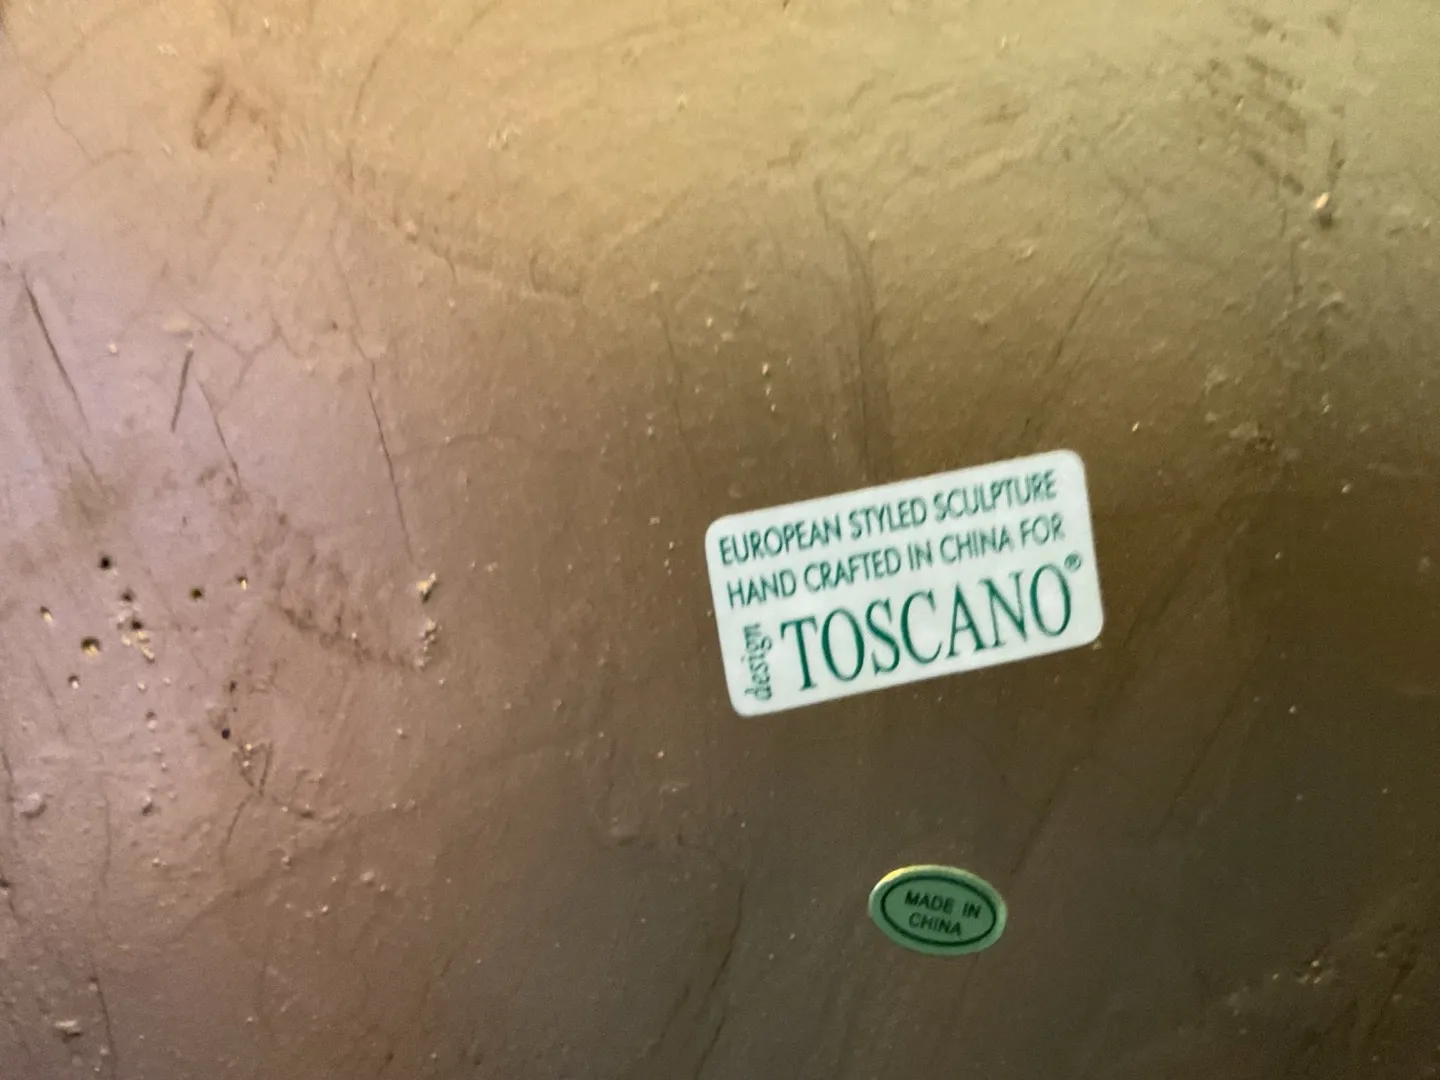 EUROPEAN STYLED SCULPTURE
HAND CRAFTED IN CHINA FOR
design TOSCANO®
MADE IN
CHINA